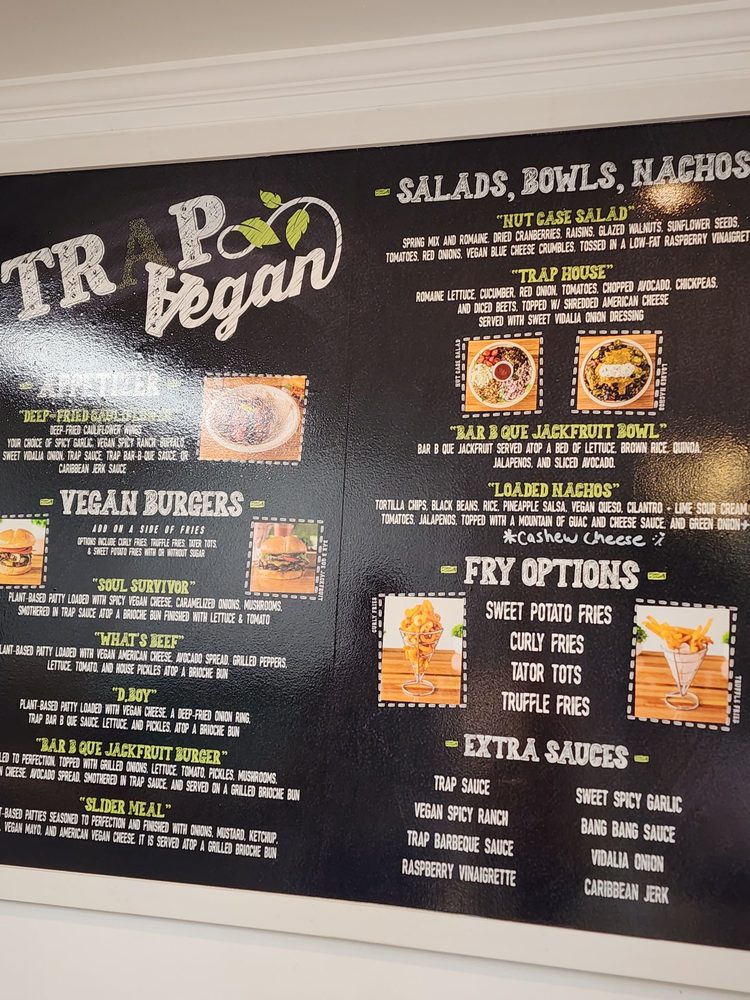 TRAP
Vegan
APPETIZER
"DEEP-FRIED CAULIFLOWER"
DEEP-FRIED CAULIFLOWER WINGS
YOUR CHOICE OF SPICY GARLIC, VEGAN SPICY RANCH, BUFFALO,
SWEET VIDALIA ONION, TRAP SAUCE, TRAP BAR-B-QUE SAUCE, OR
CARIBBEAN JERK SAUCE
VEGAN BURGERS
ADD ON A SIDE OF FRIES
OPTIONS INCLUDE CURLY FRIES, TRUFFLE FRIES, TATER TOTS,
& SWEET POTATO FRIES WITH OR WITHOUT SUGAR
"SOUL SURVIVOR"
PLANT-BASED PATTY LOADED WITH SPICY VEGAN CHEESE, CARAMELIZED ONIONS, MUSHROOMS,
SMOTHERED IN TRAP SAUCE ATOP A BRIOCHE BUN FINISHED WITH LETTUCE & TOMATO
"WHAT'S BEEF"
PLANT-BASED PATTY LOADED WITH VEGAN AMERICAN CHEESE, AVOCADO SPREAD, GRILLED PEPPERS,
LETTUCE, TOMATO, AND HOUSE PICKLES ATOP A BRIOCHE BUN
"D.BOY"
PLANT-BASED PATTY LOADED WITH VEGAN CHEESE, A DEEP-FRIED ONION RING,
TRAP BAR B QUE SAUCE, LETTUCE, AND PICKLES, ATOP A BRIOCHE BUN
"BAR B QUE JACKFRUIT BURGER"
TO PERFECTION, TOPPED WITH GRILLED ONIONS, LETTUCE, TOMATO, PICKLES, MUSHROOMS,
CHEESE, AVOCADO SPREAD, SMOTHERED IN TRAP SAUCE, AND SERVED ON A GRILLED BRIOCHE BUN
"SLIDER MEAL"
PATTIES SEASONED TO PERFECTION AND FINISHED WITH ONIONS, MUSTARD, KETCHUP,
VEGAN MAYO, AND AMERICAN VEGAN CHEESE. IT IS SERVED ATOP A GRILLED BRIOCHE BUN
SALADS, BOWLS, NACHOS
"NUT CASE SALAD"
SPRING MIX AND ROMAINE, DRIED CRANBERRIES, RAISINS, GLAZED WALNUTS, SUNFLOWER SEEDS,
TOMATOES, RED ONIONS, VEGAN BLUE CHEESE CRUMBLES, TOSSED IN A LOW-FAT RASPBERRY VINAIGRET
"TRAP HOUSE"
ROMAINE LETTUCE, CUCUMBER, RED ONION, TOMATOES, CHOPPED AVOCADO, CHICKPEAS,
AND DICED BEETS, TOPPED W/ SHREDDED AMERICAN CHEESE
SERVED WITH SWEET VIDALIA ONION DRESSING
NUT CASE SALAD
LOADED NACHOS
"BAR B QUE JACKFRUIT BOWL"
BAR B QUE JACKFRUIT SERVED ATOP A BED OF LETTUCE, BROWN RICE, QUINOA,
JALAPENOS, AND SLICED AVOCADO.
"LOADED NACHOS"
TORTILLA CHIPS, BLACK BEANS, RICE, PINEAPPLE SALSA, VEGAN QUESO, CILANTRO + LIME SOUR CREAM,
TOMATOES, JALAPENOS, TOPPED WITH A MOUNTAIN OF GUAC AND CHEESE SAUCE, AND GREEN ONION*
*Cashew cheese
FRY OPTIONS
CURLY FRIES
SWEET POTATO FRIES
CURLY FRIES
TATOR TOTS
TRUFFLE FRIES
TRUFFLE FRIES
EXTRA SAUCES
TRAP SAUCE
VEGAN SPICY RANCH
TRAP BARBEQUE SAUCE
RASPBERRY VINAIGRETTE
SWEET SPICY GARLIC
BANG BANG SAUCE
VIDALIA ONION
CARIBBEAN JERK